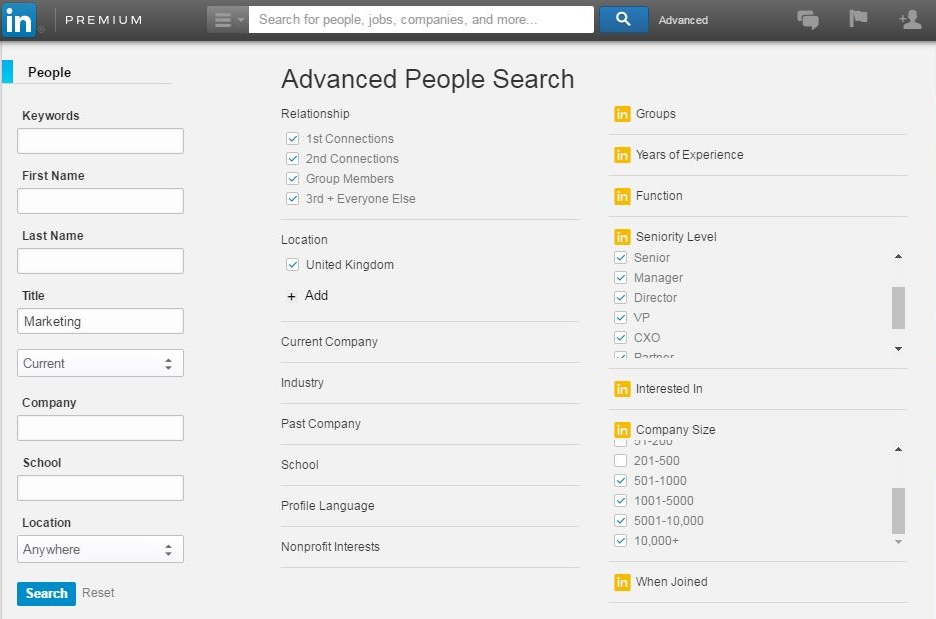 in ® PREMIUM
Search for people, jobs, companies, and more...
Advanced
People
Keywords
First Name
Last Name
Title
Marketing
Current
Company
School
Location
Anywhere
Search Reset
Advanced People Search
Relationship
1st Connections
2nd Connections
Group Members
3rd + Everyone Else
Location
United Kingdom
+ Add
Current Company
Industry
Past Company
School
Profile Language
Nonprofit Interests
in Groups
in Years of Experience
in Function
in Seniority Level
Senior
Manager
Director
VP
CXO
Partner
in Interested In
in Company Size
51-200
201-500
501-1000
1001-5000
5001-10,000
10,000+
in When Joined